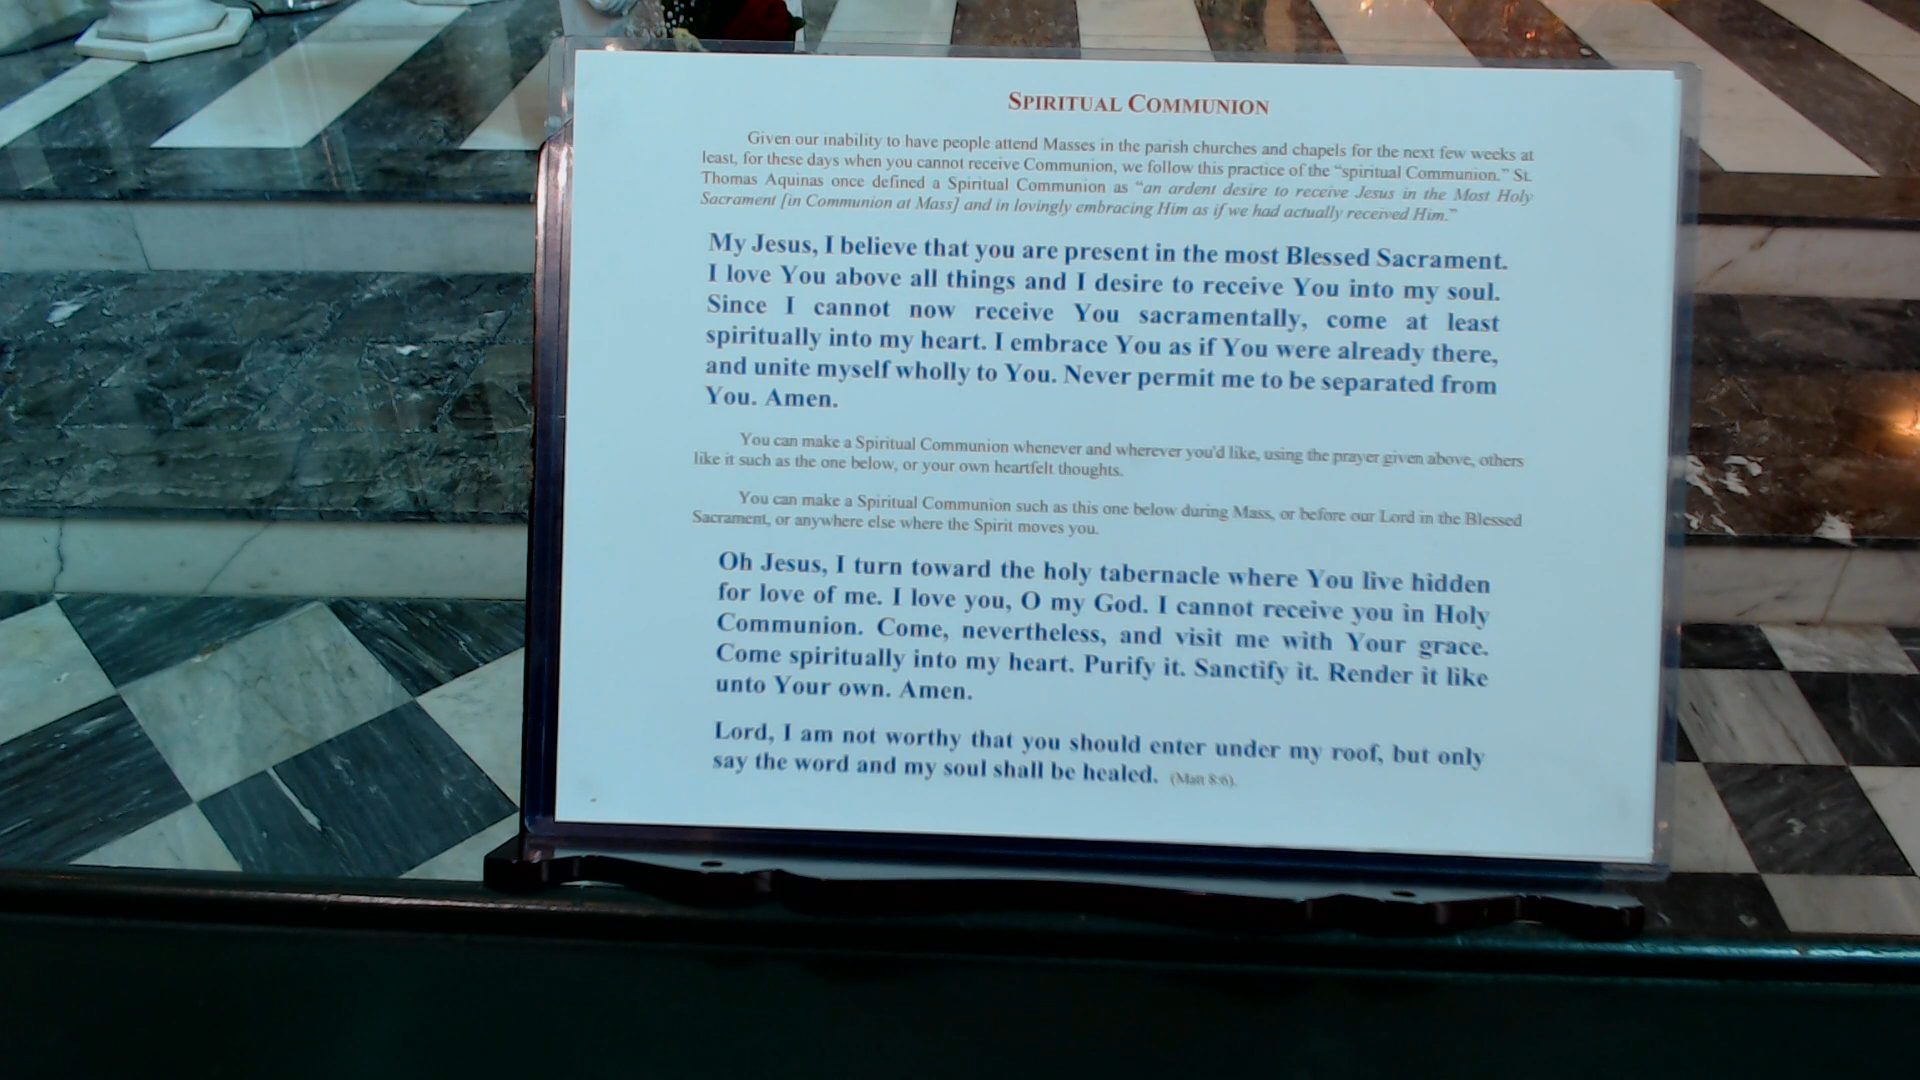 SPIRITUAL COMMUNION
Given our inability to have people attend Masses in the parish churches and chapels for the next few weeks at
least, for these days when you cannot receive Communion, we follow this practice of the “spiritual Communion.” St.
Thomas Aquinas once defined a Spiritual Communion as “an ardent desire to receive Jesus in the Most Holy
Sacrament [in Communion at Mass] and in lovingly embracing Him as if we had actually received Him.”
My Jesus, I believe that you are present in the most Blessed Sacrament.
I love You above all things and I desire to receive You into my soul.
Since I cannot now receive You sacramentally, come at least
spiritually into my heart. I embrace You as if You were already there,
and unite myself wholly to You. Never permit me to be separated from
You. Amen.
You can make a Spiritual Communion whenever and wherever you'd like, using the prayer given above, others
like it such as the one below, or your own heartfelt thoughts.
You can make a Spiritual Communion such as this one below during Mass, or before our Lord in the Blessed
Sacrament, or anywhere else where the Spirit moves you.
Oh Jesus, I turn toward the holy tabernacle where You live hidden
for love of me. I love you, O my God. I cannot receive you in Holy
Communion. Come, nevertheless, and visit me with Your grace.
Come spiritually into my heart. Purify it. Sanctify it. Render it like
unto Your own. Amen.
Lord, I am not worthy that you should enter under my roof, but only
say the word and my soul shall be healed. (Matt 8:6).